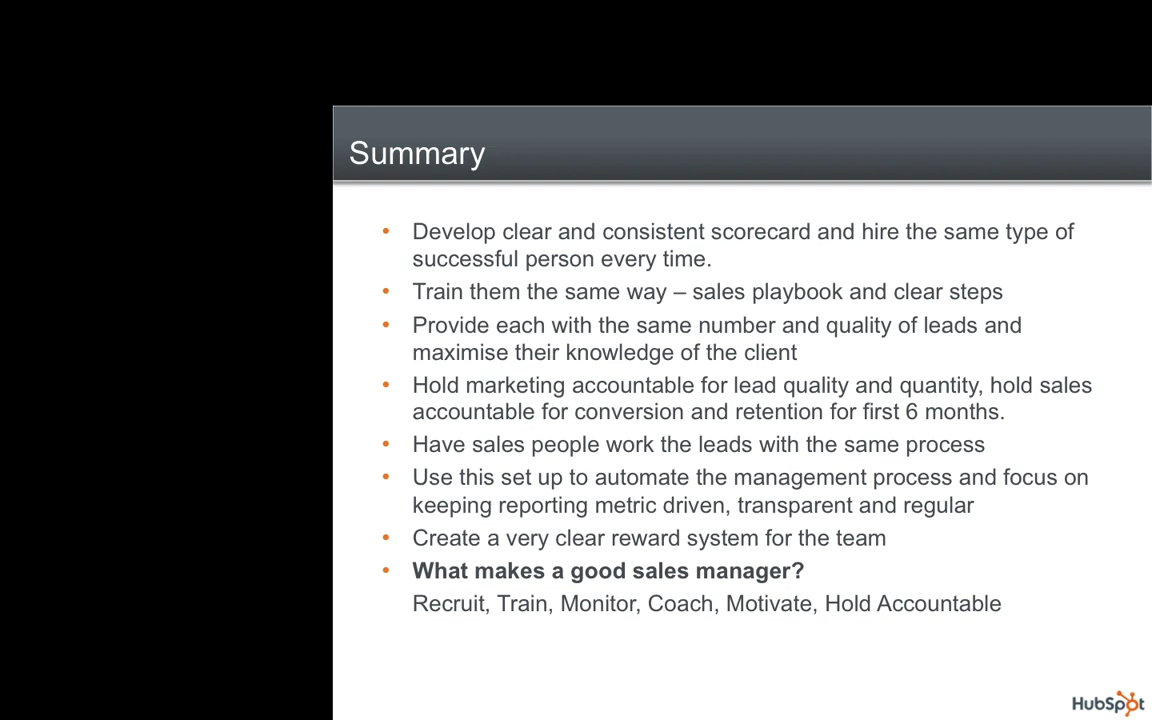 Summary
• Develop clear and consistent scorecard and hire the same type of
successful person every time.
• Train them the same way – sales playbook and clear steps
• Provide each with the same number and quality of leads and
maximise their knowledge of the client
• Hold marketing accountable for lead quality and quantity, hold sales
accountable for conversion and retention for first 6 months.
• Have sales people work the leads with the same process
• Use this set up to automate the management process and focus on
keeping reporting metric driven, transparent and regular
• Create a very clear reward system for the team
• What makes a good sales manager?
Recruit, Train, Monitor, Coach, Motivate, Hold Accountable
HubSpot